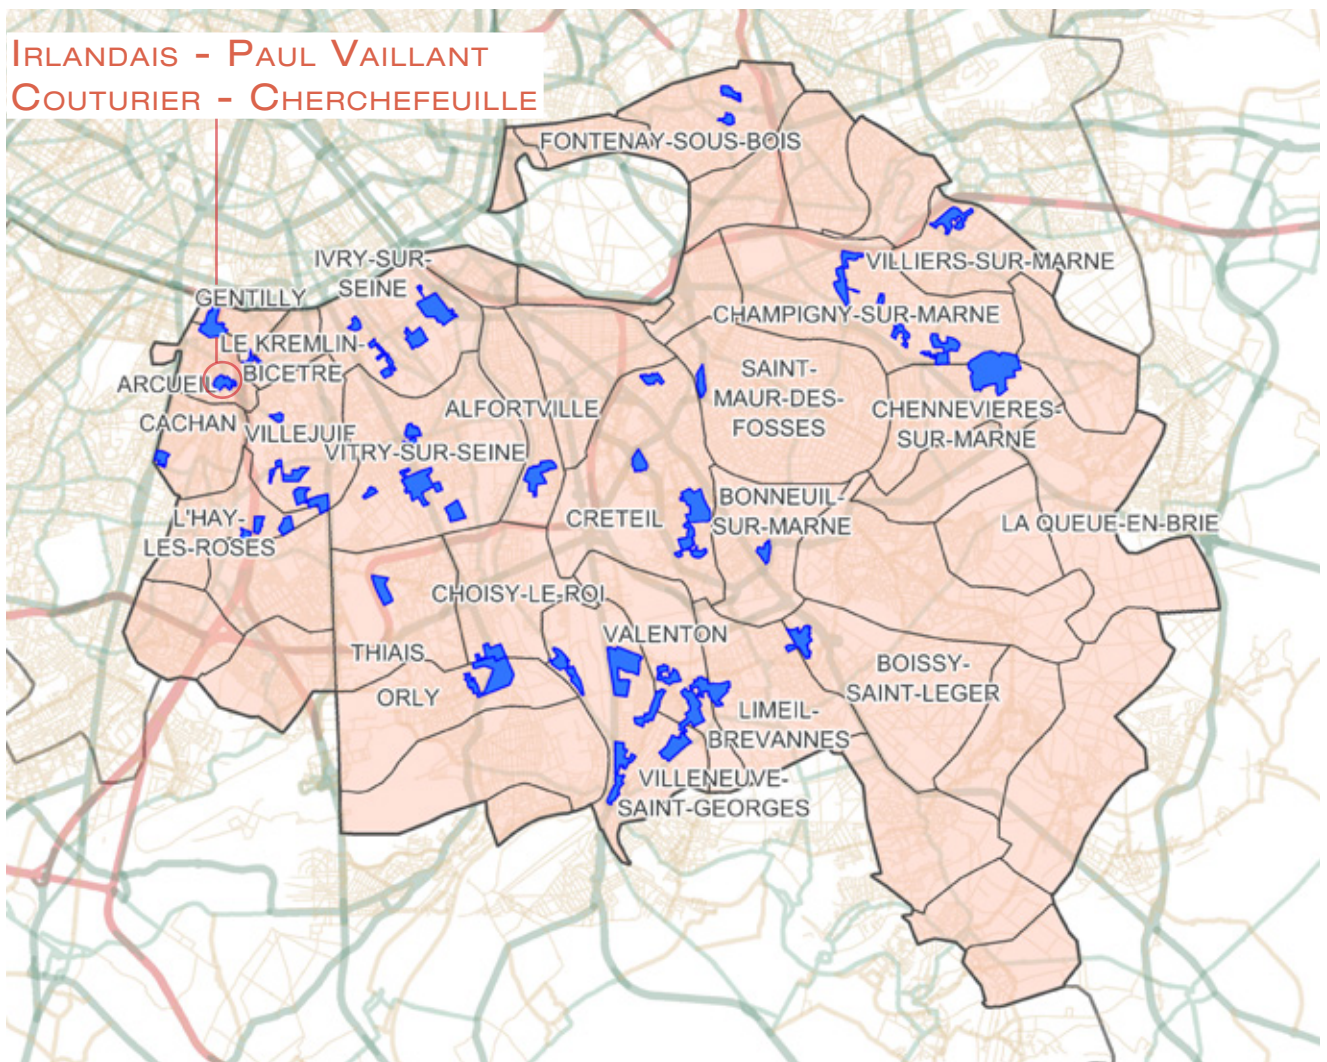 IRLANDAIS - PAUL VAILLANT
COUTURIER - CHERCHEFEUILLE
FONTENAY-SOUS-BOIS
IVRY-SUR-
SEINE
VILLIERS-SUR-MARNE
GENTILLY
CHAMPIGNY-SUR-MARNE
LE KREMLIN-
BICETRE
ARCUEIL
SAINT-
MAUR-DES-
FOSSES
ALFORTVILLE
CHENNEVIERES-
SUR-MARNE
CACHAN
VILLEJUIF
VITRY-SUR-SEINE
L'HAY-
LES-ROSES
CRETEIL
BONNEUIL-
SUR-MARNE
LA QUEUE-EN-BRIE
CHOISY-LE-ROI
VALENTON
THIAIS
BOISSY-
SAINT-LEGER
ORLY
LIMEIL-
BREVANNES
VILLENEUVE-
SAINT-GEORGES